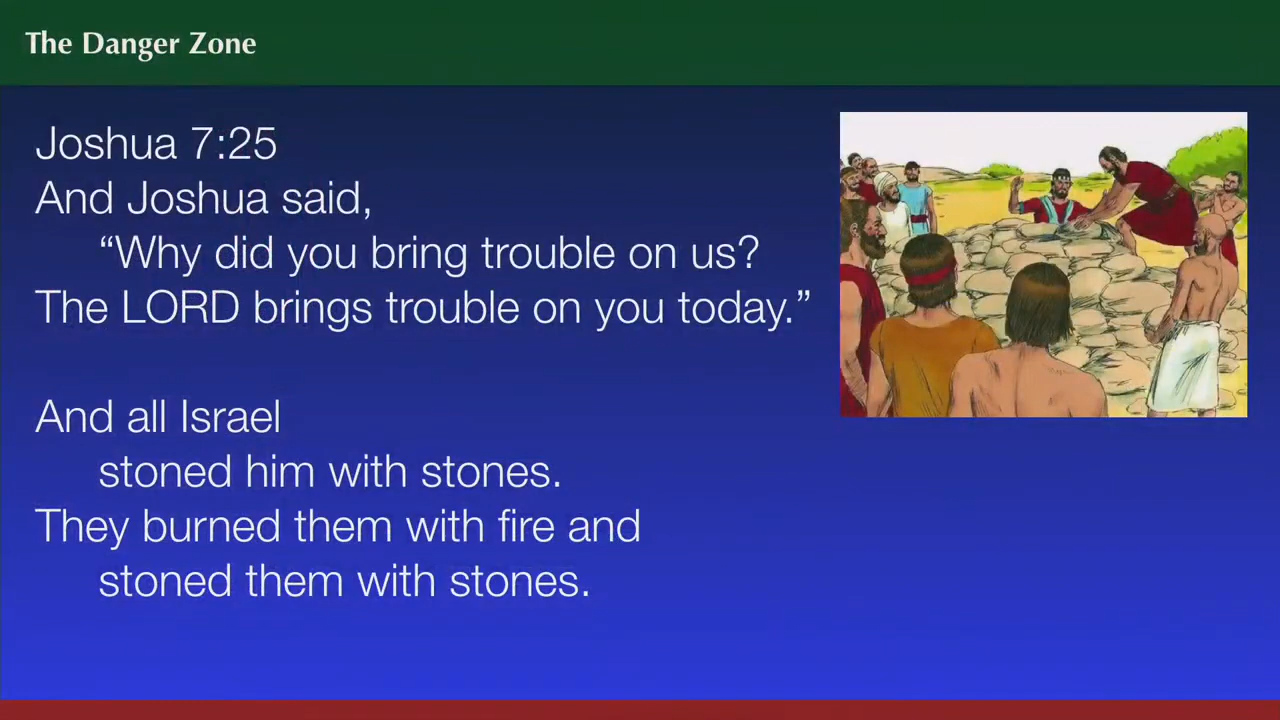 The Danger Zone
Joshua 7:25
And Joshua said,
“Why did you bring trouble on us?
The LORD brings trouble on you today.”
And all Israel
stoned him with stones.
They burned them with fire and
stoned them with stones.